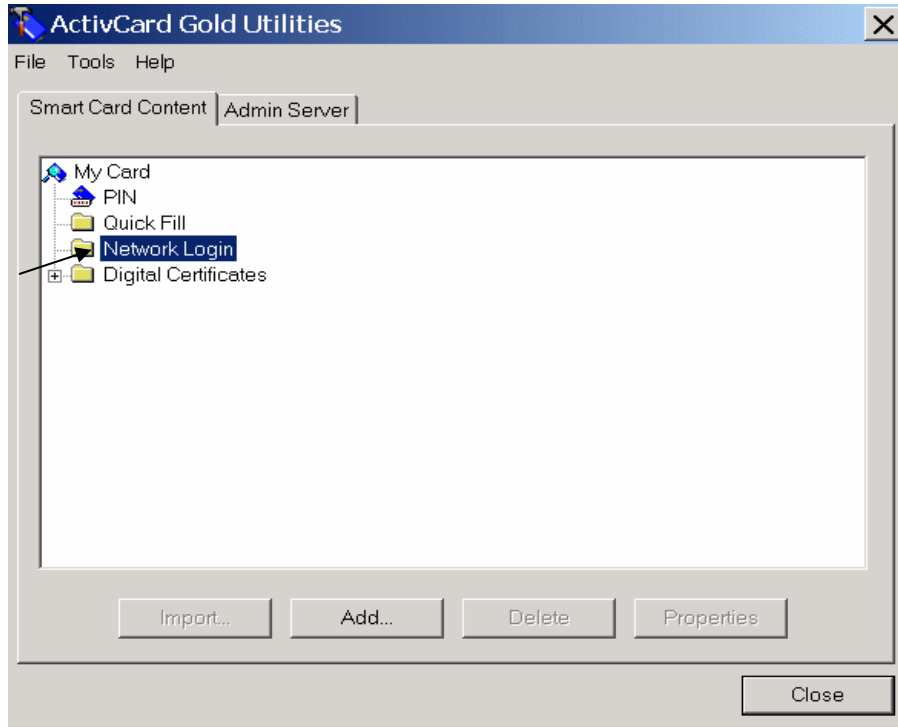 ActivCard Gold Utilities
File Tools Help
Smart Card Content Admin Server
My Card
PIN
Quick Fill
Network Login
Digital Certificates
Import... Add... Delete Properties
Close